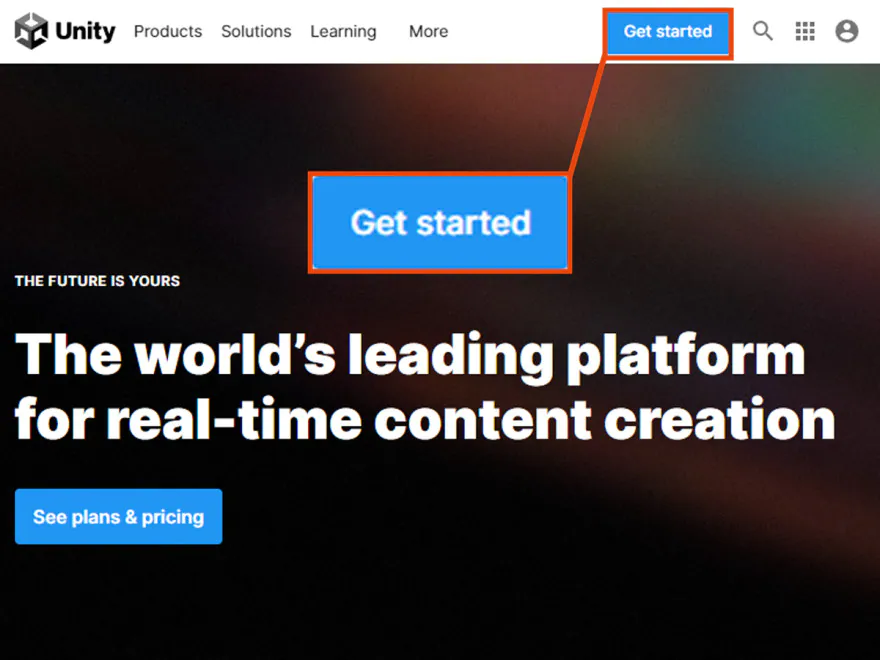 Unity Products Solutions Learning More Get started
Get started
THE FUTURE IS YOURS
The world's leading platform
for real-time content creation
See plans & pricing